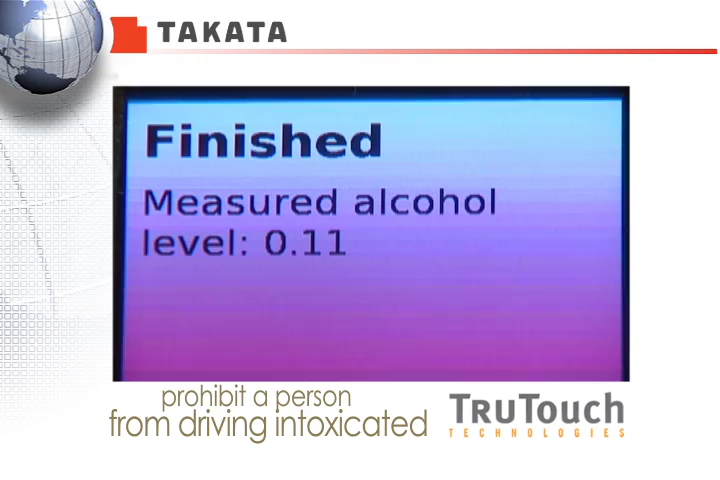 TAKATA
Finished
Measured alcohol
level: 0.11
prohibit a person
from driving intoxicated
TRUTOUCH
TECHNOLOGIES